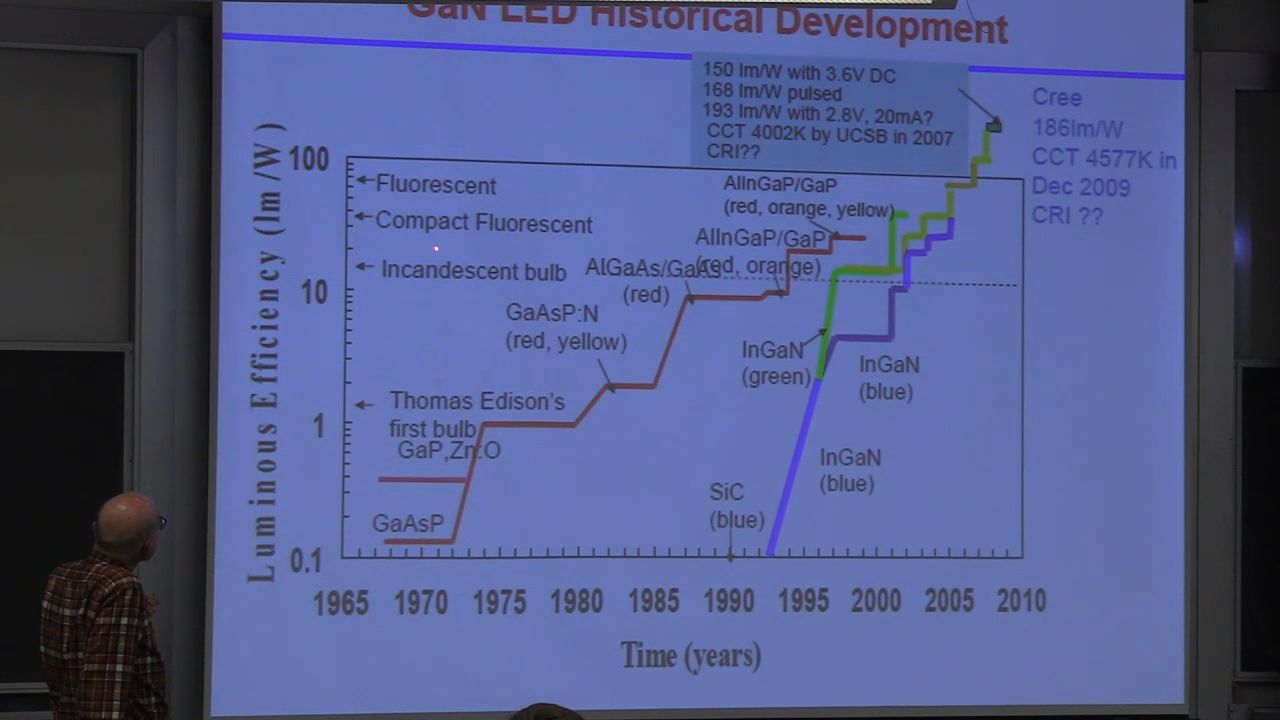 GaN LED Historical Development
150 lm/W with 3.6V DC
168 lm/W pulsed
193 lm/W with 2.8V, 20mA?
CCT 4002K by UCSB in 2007
CRI??
Cree
186lm/W
CCT 4577K in
Dec 2009
CRI ??
Luminous Efficiency (lm/W)
100
10
1
0.1
Fluorescent
Compact Fluorescent
Incandescent bulb
AlInGaP/GaP
(red, orange, yellow)
AlInGaP/GaP
(red, orange)
AlGaAs/GaAs
(red)
GaAsP:N
(red, yellow)
InGaN
(green)
InGaN
(blue)
Thomas Edison's
first bulb
GaP,Zn:O
InGaN
(blue)
SiC
(blue)
GaAsP
1965 1970 1975 1980 1985 1990 1995 2000 2005 2010
Time (years)